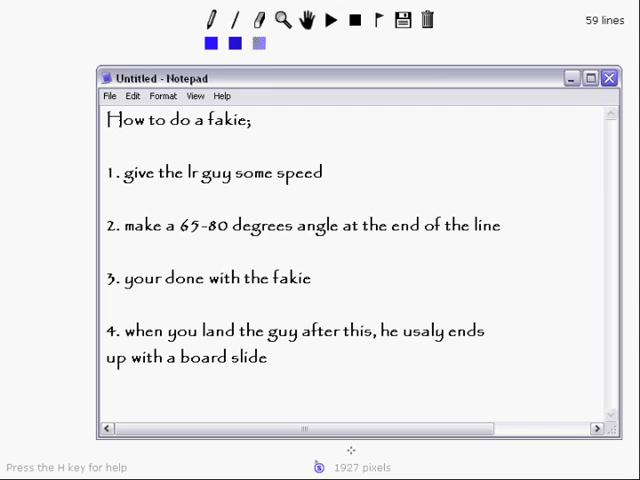 59 lines
Untitled - Notepad
File Edit Format View Help
How to do a fakie;
1. give the lr guy some speed
2. make a 65-80 degrees angle at the end of the line
3. your done with the fakie
4. when you land the guy after this, he usaly ends
up with a board slide
Press the H key for help
1927 pixels